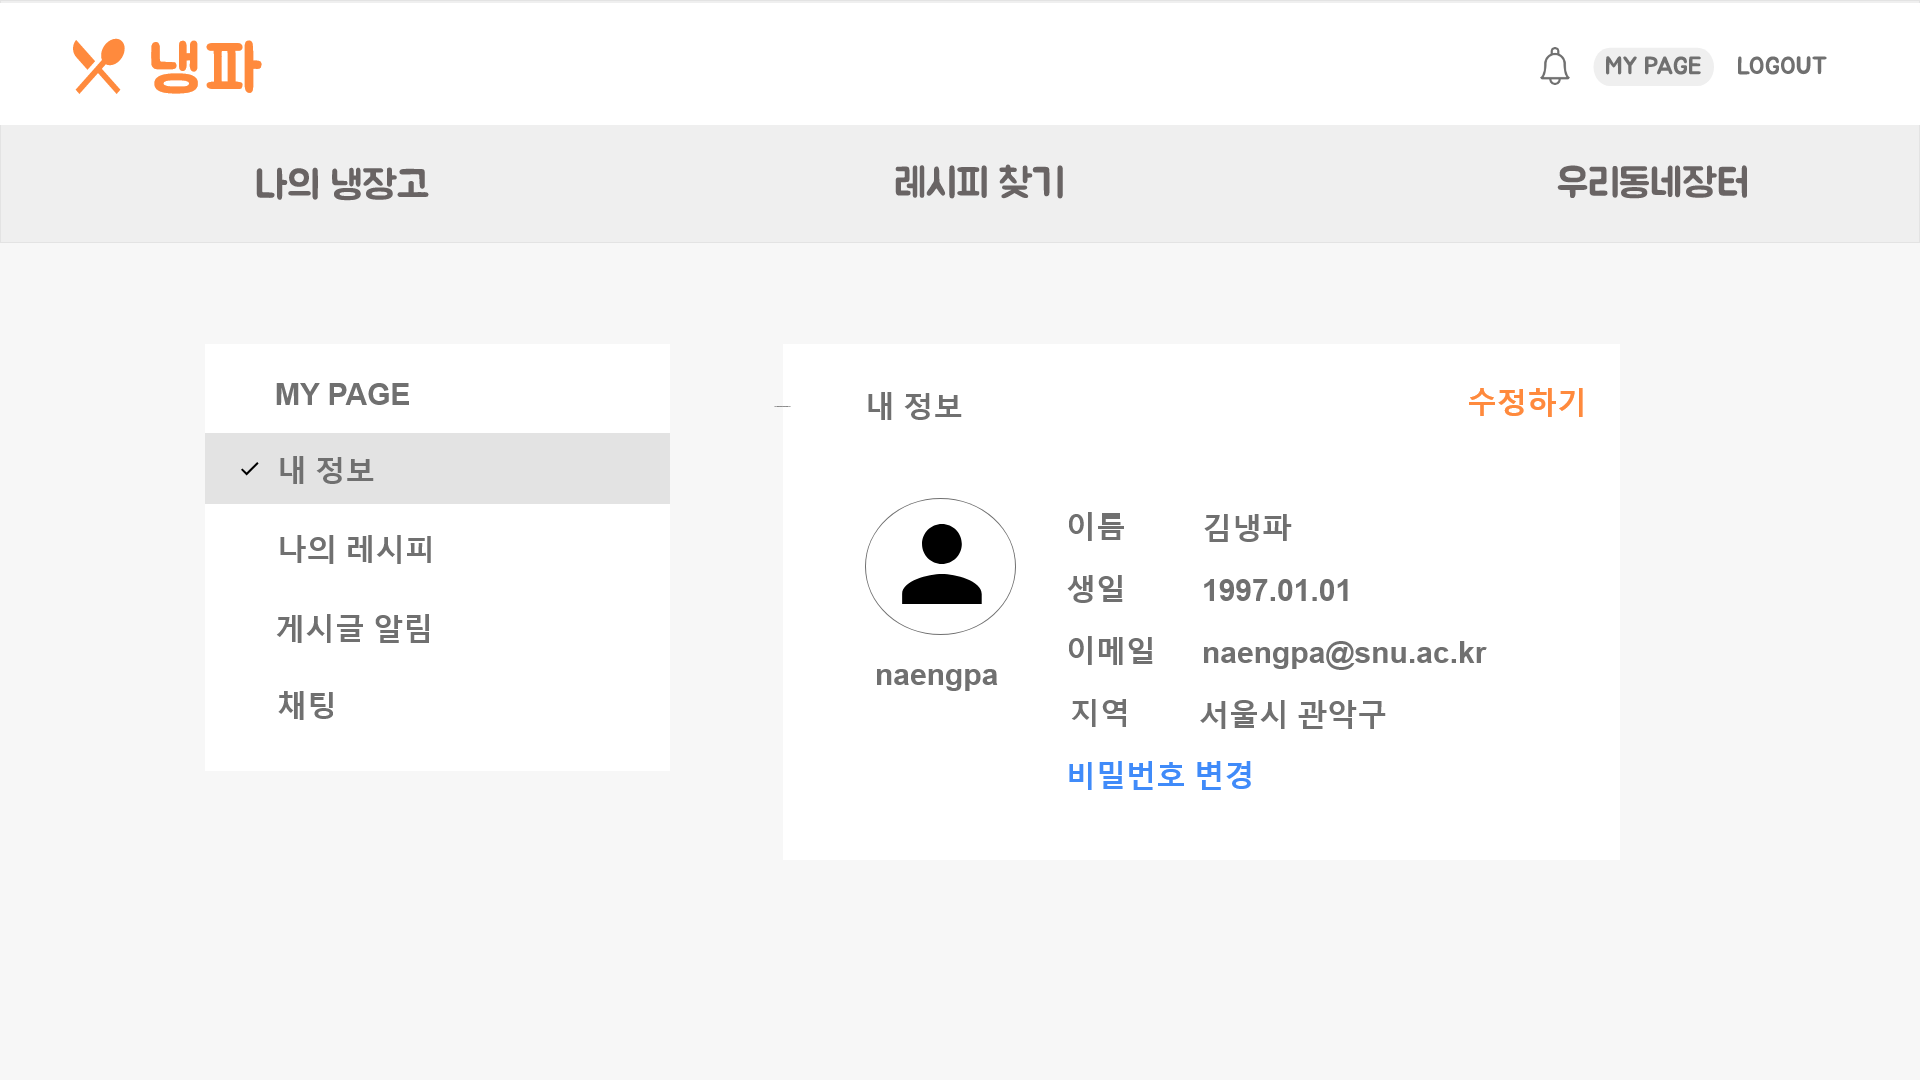 냉파
MY PAGE
LOGOUT
나의 냉장고
레시피 찾기
우리동네장터
MY PAGE
내 정보
나의 레시피
게시글 알림
채팅
내 정보
수정하기
naengpa
이름 김냉파
생일 1997.01.01
이메일 naengpa@snu.ac.kr
지역 서울시 관악구
비밀번호 변경